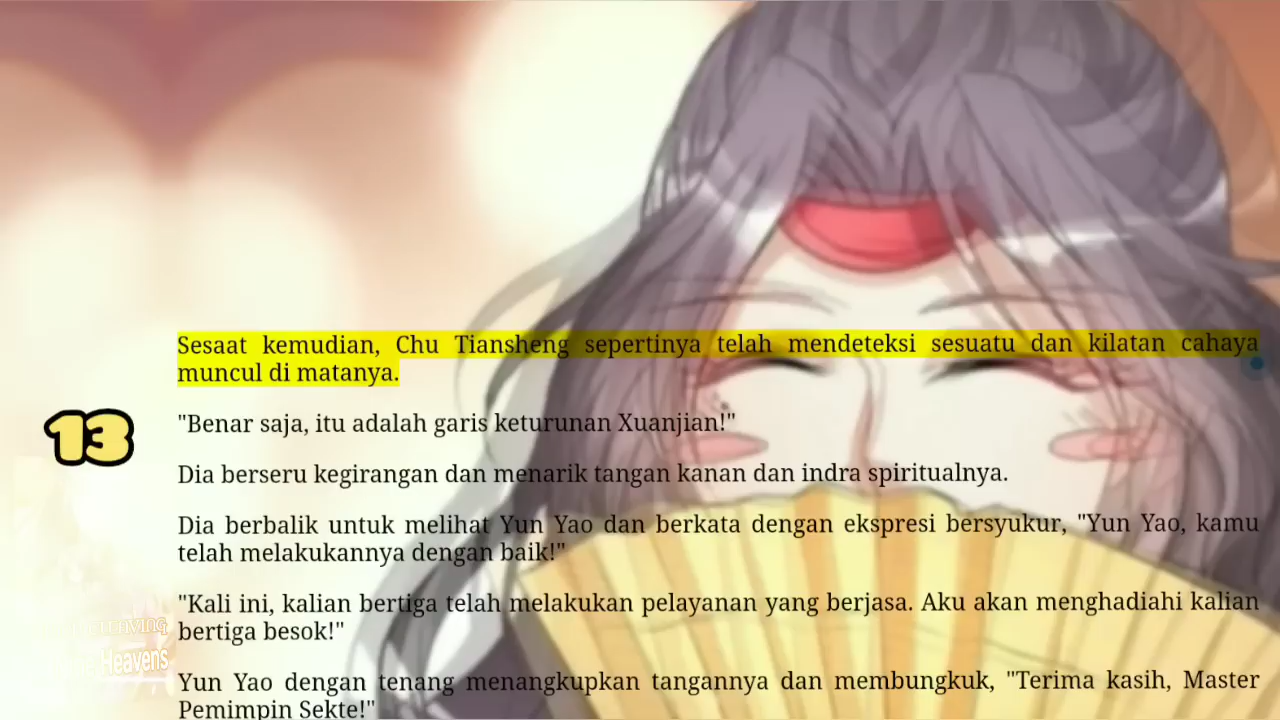 Sesaat kemudian, Chu Tiansheng sepertinya telah mendeteksi sesuatu dan kilatan cahaya
muncul di matanya.
13
"Benar saja, itu adalah garis keturunan Xuanjian!"
Dia berseru kegirangan dan menarik tangan kanan dan indra spiritualnya.
Dia berbalik untuk melihat Yun Yao dan berkata dengan ekspresi bersyukur, "Yun Yao, kamu
telah melakukannya dengan baik!"
"Kali ini, kalian bertiga telah melakukan pelayanan yang berjasa. Aku akan menghadiahi kalian
bertiga besok!"
Heavens
Yun Yao dengan tenang menangkupkan tangannya dan membungkuk, "Terima kasih, Master
Pemimpin Sekte!"